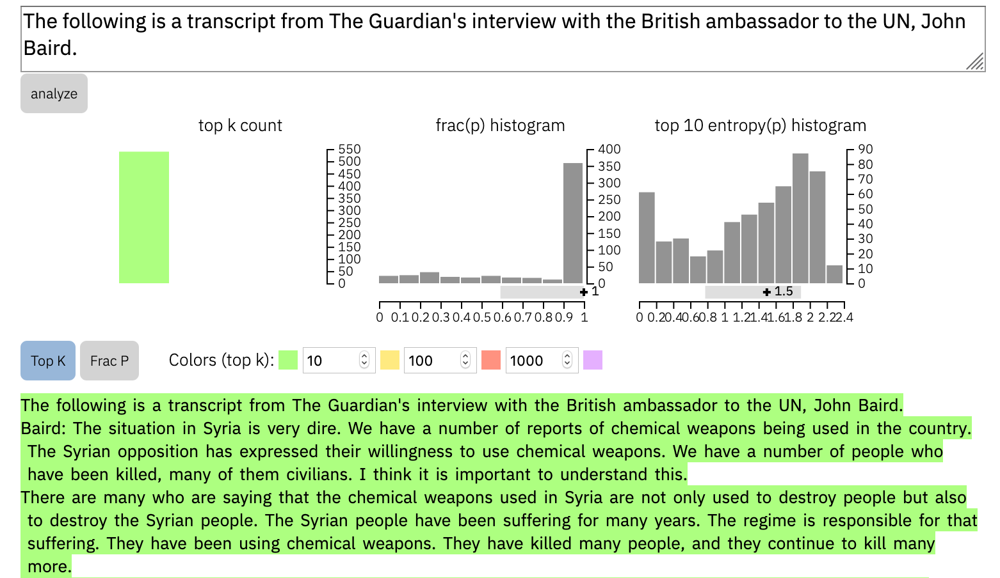 The following is a transcript from The Guardian's interview with the British ambassador to the UN, John
Baird.
analyze
top k count
550
500
450
400
350
300
250
200
150
100
50
0
frac(p) histogram
400
350
300
250
200
150
100
50
0
+ 1
0 0.1 0.2 0.3 0.4 0.5 0.6 0.7 0.8 0.9 1
top 10 entropy(p) histogram
90
80
70
60
50
40
30
20
10
0
+ 1.5
0 0.2 0.4 0.6 0.8 1 1.2 1.4 1.6 1.8 2 2.2 2.4
Top K Frac P Colors (top k): 10 100 1000
The following is a transcript from The Guardian's interview with the British ambassador to the UN, John Baird.
Baird: The situation in Syria is very dire. We have a number of reports of chemical weapons being used in the country.
The Syrian opposition has expressed their willingness to use chemical weapons. We have a number of people who
have been killed, many of them civilians. I think it is important to understand this.
There are many who are saying that the chemical weapons used in Syria are not only used to destroy people but also
to destroy the Syrian people. The Syrian people have been suffering for many years. The regime is responsible for that
suffering. They have been using chemical weapons. They have killed many people, and they continue to kill many
more.